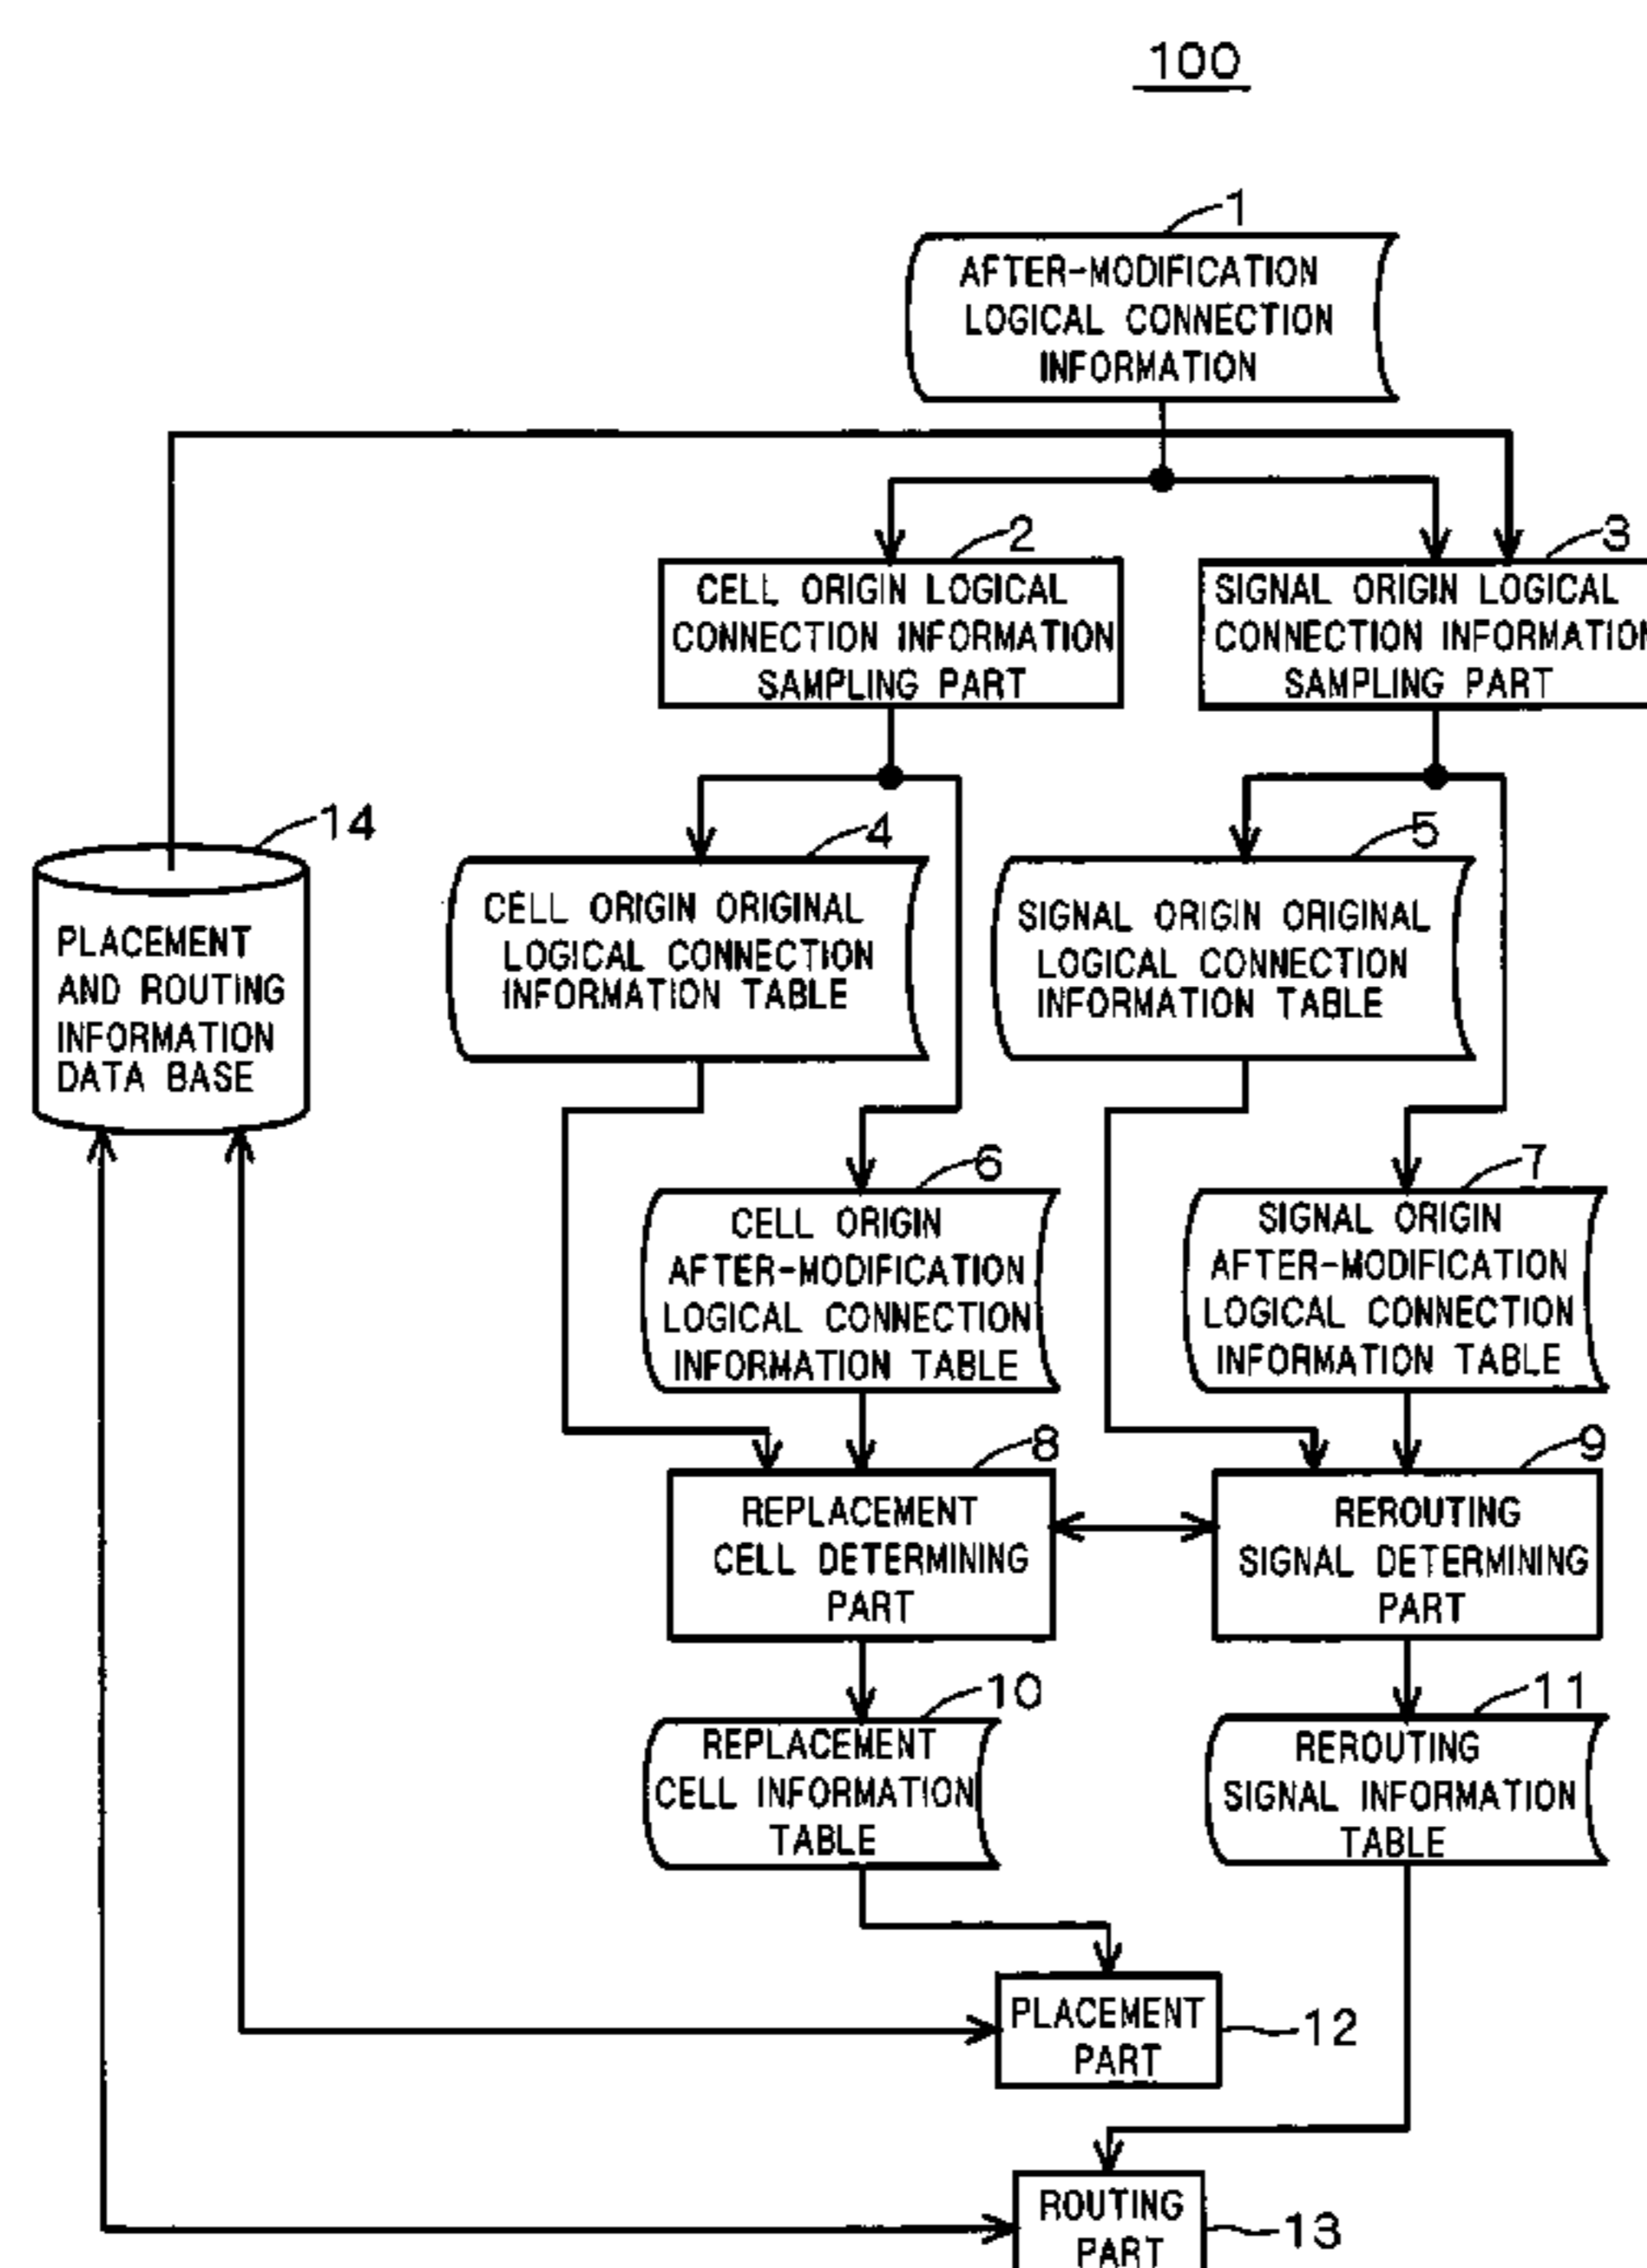 100
1
AFTER-MODIFICATION
LOGICAL CONNECTION
INFORMATION
2
CELL ORIGIN LOGICAL
CONNECTION INFORMATION
SAMPLING PART
3
SIGNAL ORIGIN LOGICAL
CONNECTION INFORMATION
SAMPLING PART
14
PLACEMENT
AND ROUTING
INFORMATION
DATA BASE
4
CELL ORIGIN ORIGINAL
LOGICAL CONNECTION
INFORMATION TABLE
5
SIGNAL ORIGIN ORIGINAL
LOGICAL CONNECTION
INFORMATION TABLE
6
CELL ORIGIN
AFTER-MODIFICATION
LOGICAL CONNECTION
INFORMATION TABLE
7
SIGNAL ORIGIN
AFTER-MODIFICATION
LOGICAL CONNECTION
INFORMATION TABLE
8
REPLACEMENT
CELL DETERMINING
PART
9
REROUTING
SIGNAL DETERMINING
PART
10
REPLACEMENT
CELL INFORMATION
TABLE
11
REROUTING
SIGNAL INFORMATION
TABLE
PLACEMENT
PART
12
ROUTING
PART
13